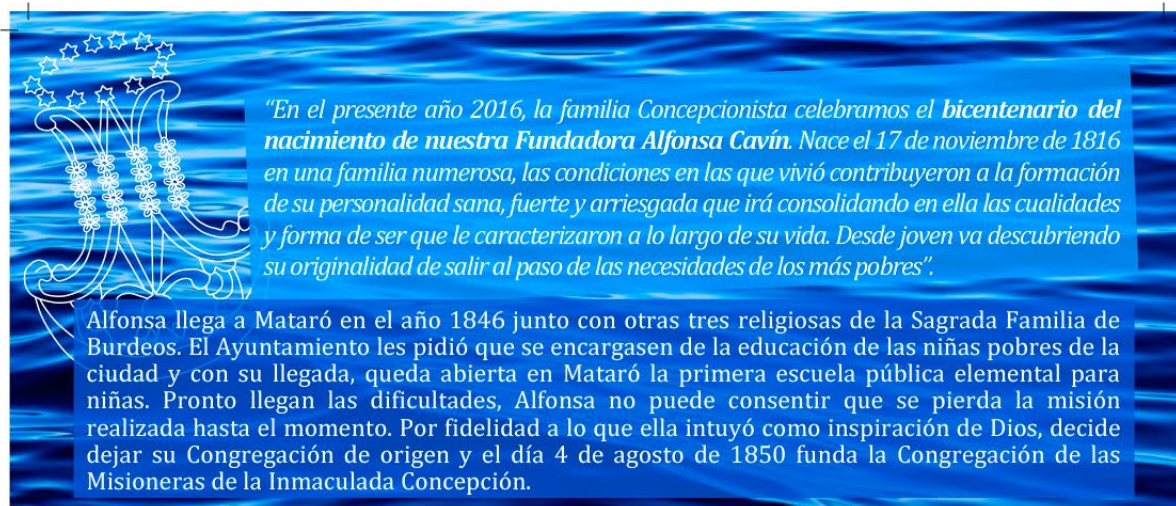 “En el presente año 2016, la familia Concepcionista celebramos el bicentenario del
nacimiento de nuestra Fundadora Alfonsa Cavín. Nace el 17 de noviembre de 1816
en una familia numerosa, las condiciones en las que vivió contribuyeron a la formación
de su personalidad sana, fuerte y arriesgada que irá consolidando en ella las cualidades
y forma de ser que le caracterizaron a lo largo de su vida. Desde joven va descubriendo
su originalidad de salir al paso de las necesidades de los más pobres”.
Alfonsa llega a Mataró en el año 1846 junto con otras tres religiosas de la Sagrada Familia de
Burdeos. El Ayuntamiento les pidió que se encargasen de la educación de las niñas pobres de la
ciudad y con su llegada, queda abierta en Mataró la primera escuela pública elemental para
niñas. Pronto llegan las dificultades, Alfonsa no puede consentir que se pierda la misión
realizada hasta el momento. Por fidelidad a lo que ella intuyó como inspiración de Dios, decide
dejar su Congregación de origen y el día 4 de agosto de 1850 funda la Congregación de las
Misioneras de la Inmaculada Concepción.